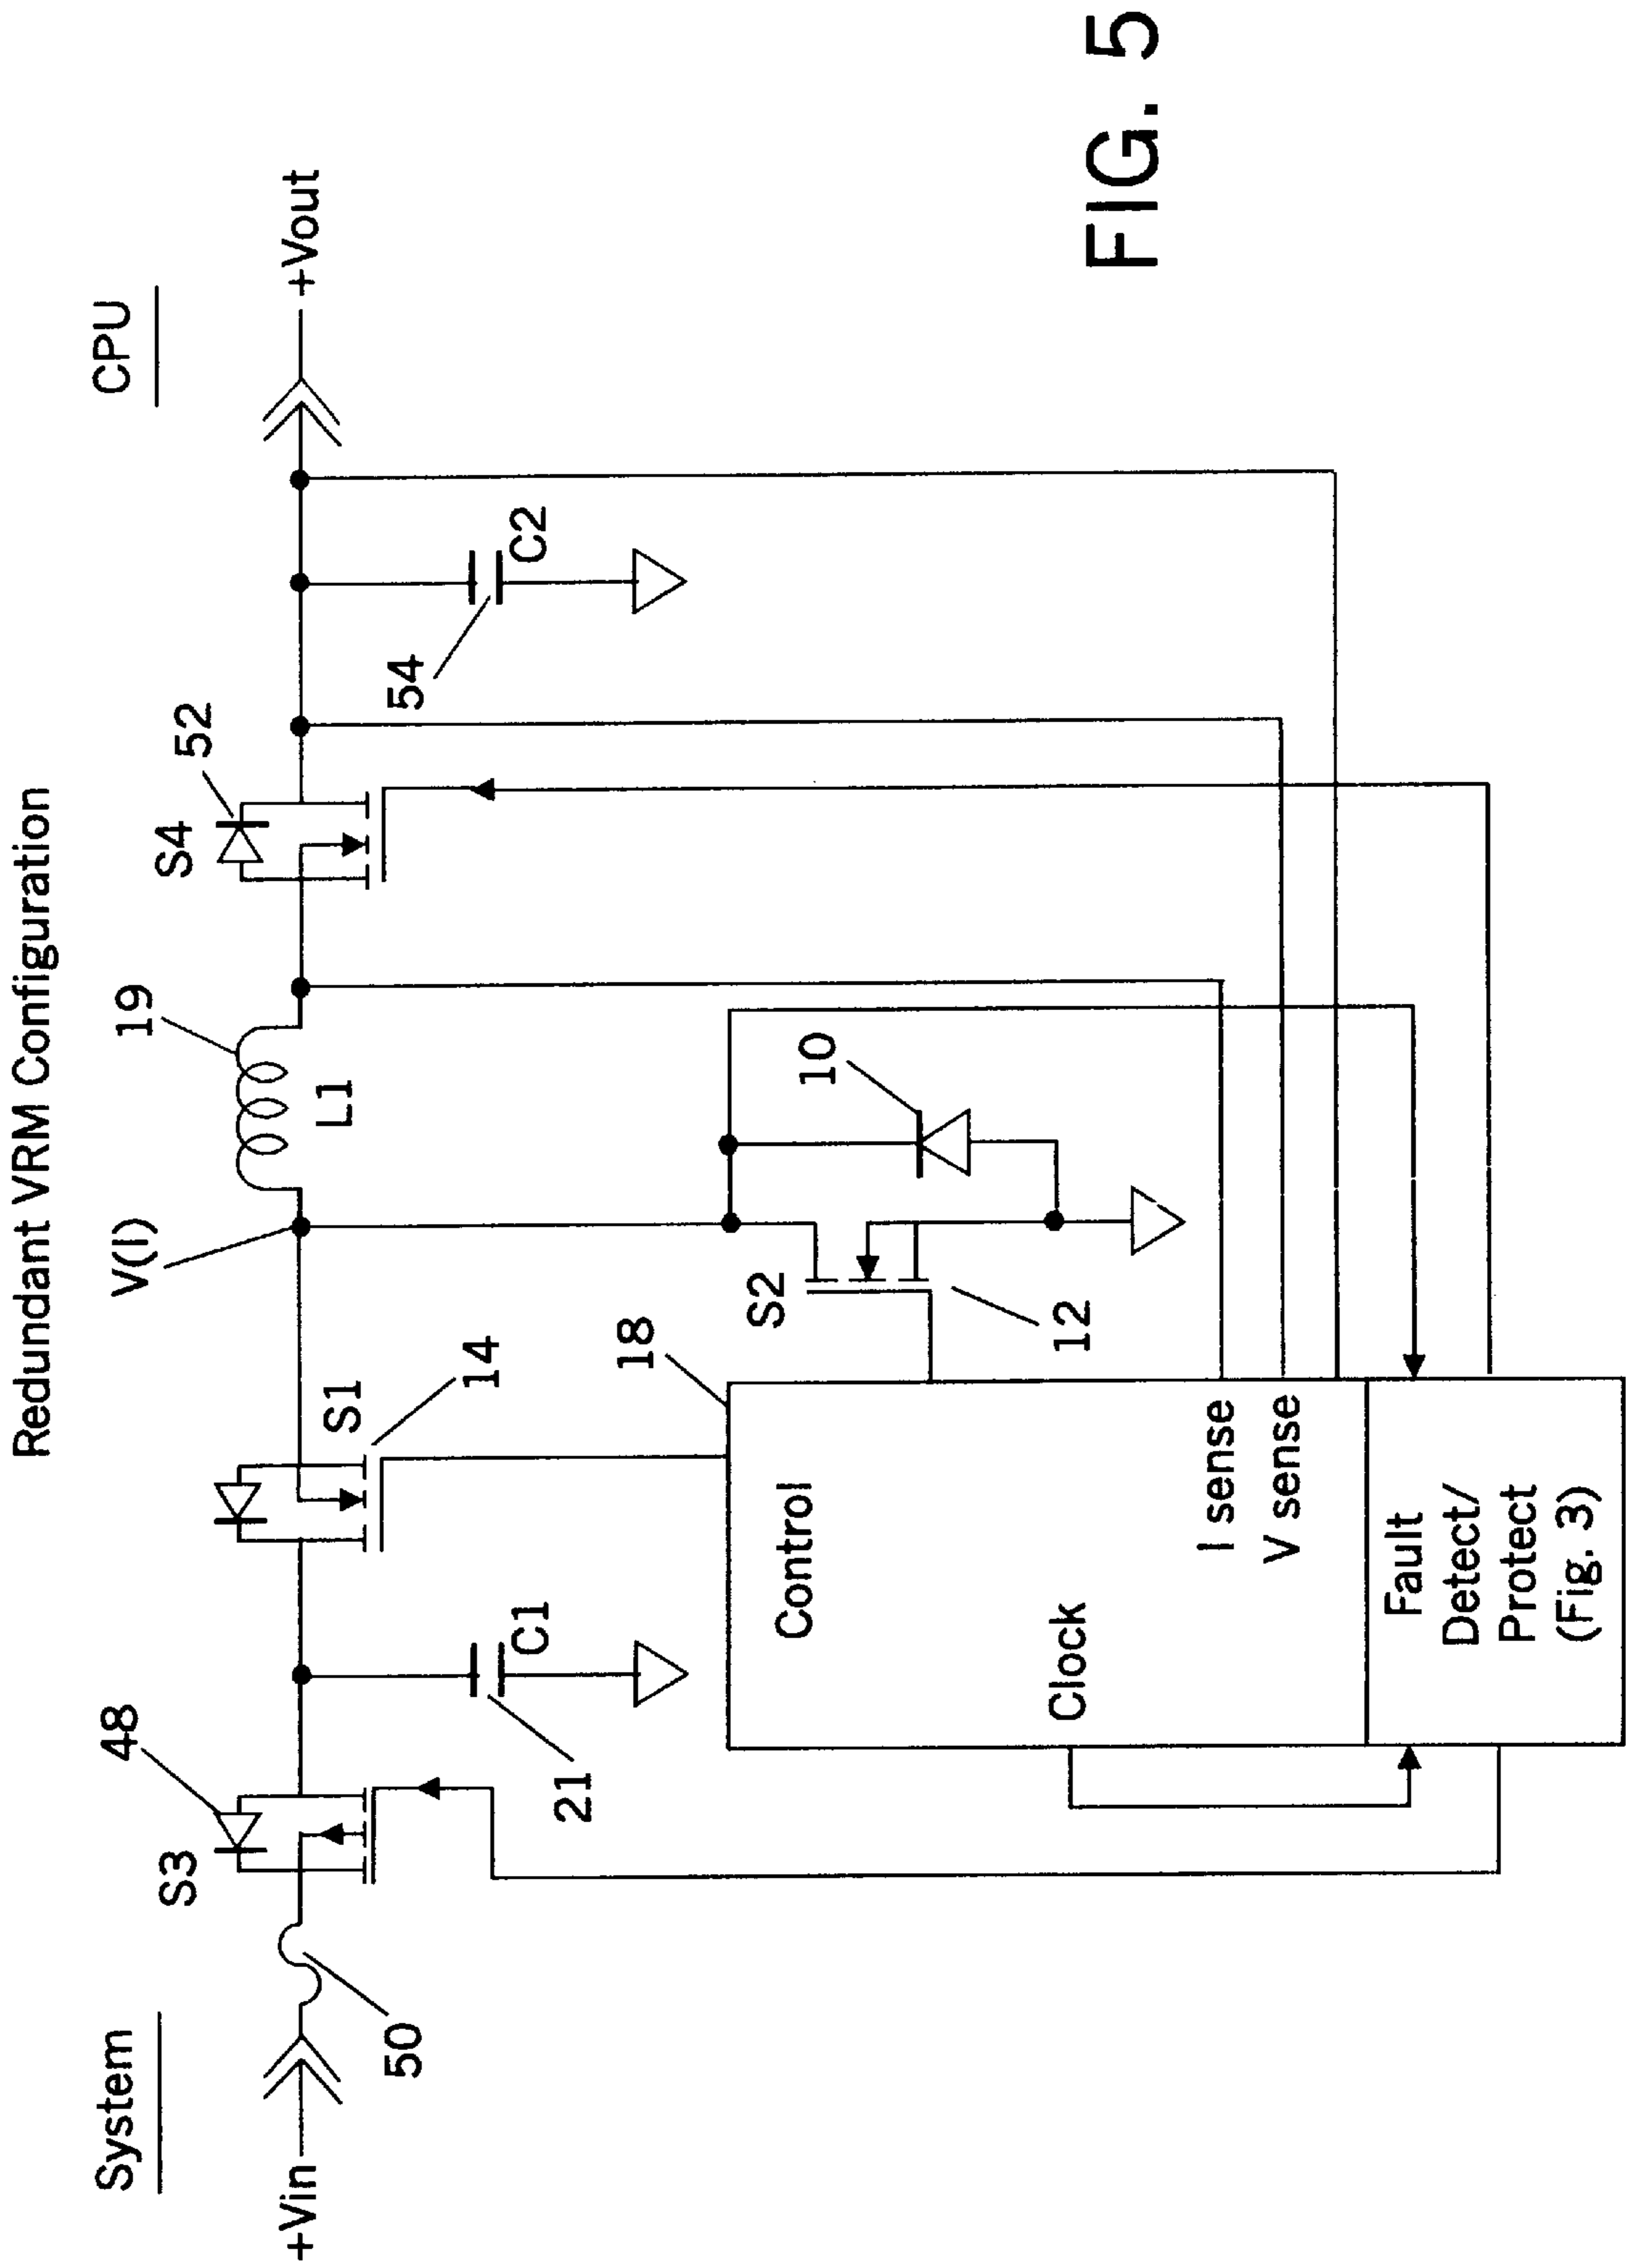 Redundant VRM Configuration
System
CPU
+Vin
50
S3
48
21
C1
S1
14
V(I)
L1
19
S4
52
54
C2
+Vout
18
S2
12
10
Control
Clock
I sense
V sense
Fault
Detect/
Protect
(Fig. 3)
FIG. 5